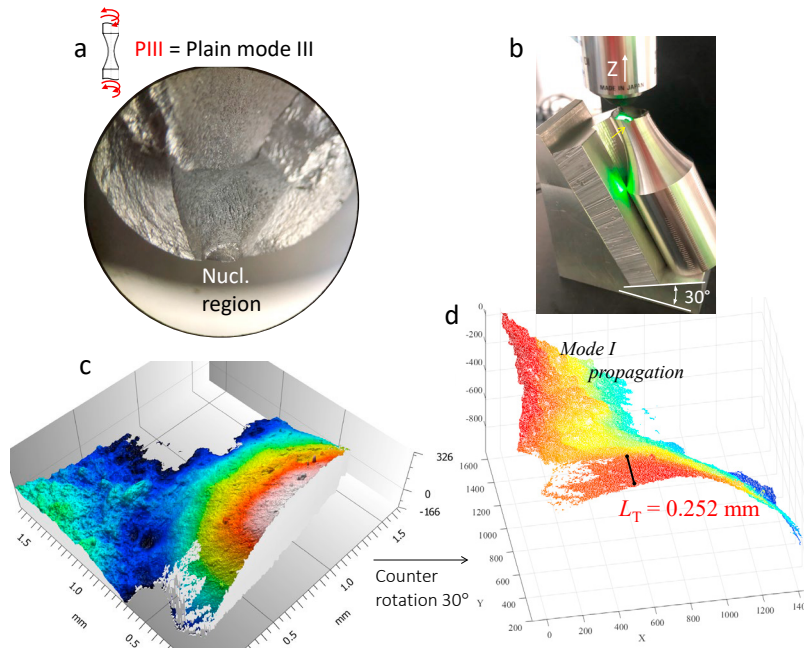 a
PIII = Plain mode III
Nucl.
region
b
Z
MADE IN JAPAN
30°
c
326
0
-166
1.5
1.0
0.5
mm
0.5
1.0
1.5
mm
Counter
rotation 30°
d
Mode I
propagation
L_T = 0.252 mm
0
-200
-400
-600
-800
1600
1400
1200
1000
800
600
400
200
Y
0
200
400
600
800
1000
1200
140
X